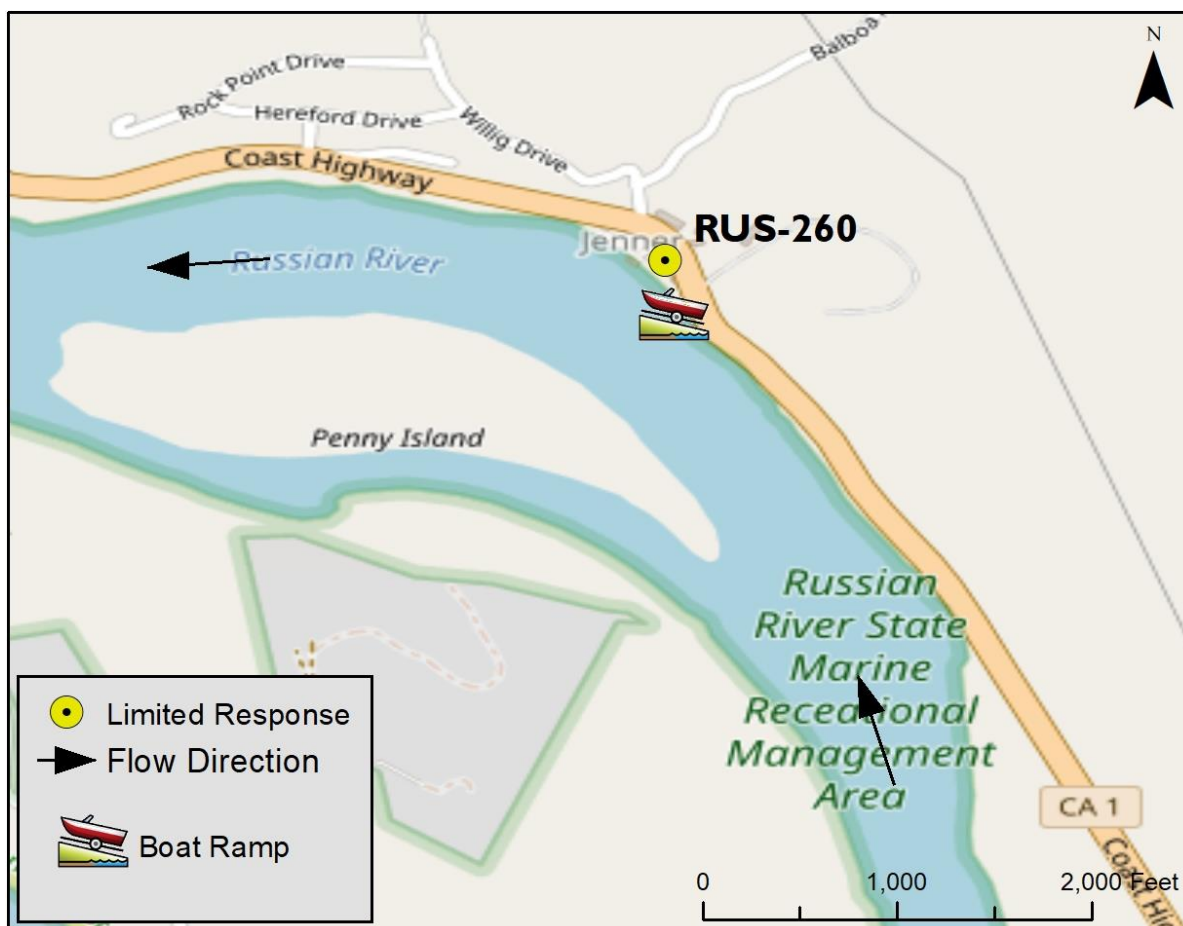 N
Balboa
Rock Point Drive
Hereford Drive
Willig Drive
Coast Highway
RUS-260
Jenner
Russian River
Penny Island
Russian
River State
Marine
Recreational
Management
Area
CA 1
Coast Hig
Limited Response
Flow Direction
Boat Ramp
0 1,000 2,000 Feet